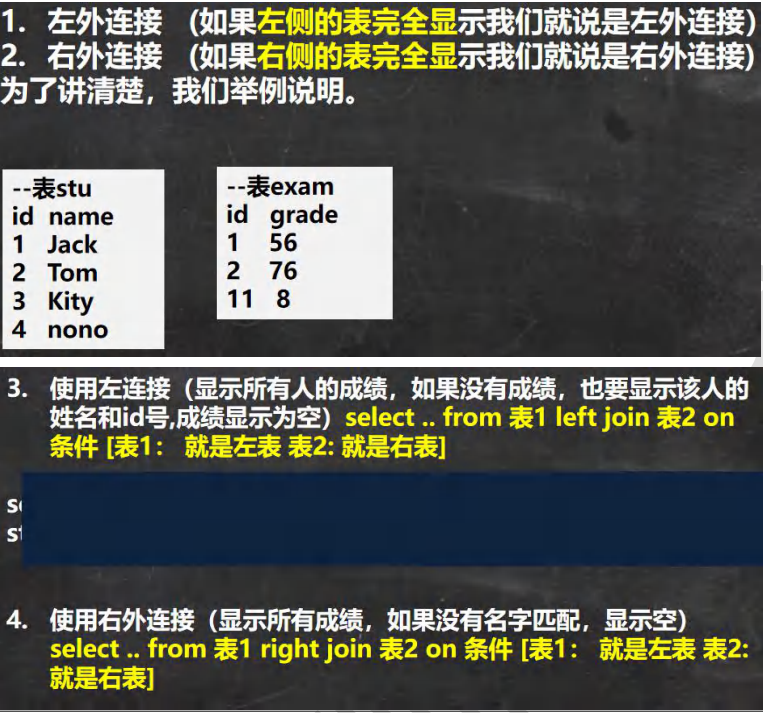 1. 左外连接 （如果左侧的表完全显示我们就说是左外连接）
2. 右外连接 （如果右侧的表完全显示我们就说是右外连接)
为了讲清楚，我们举例说明。
--表stu
id name
1 Jack
2 Tom
3 Kity
4 nono
--表exam
id grade
1 56
2 76
11 8
3. 使用左连接（显示所有人的成绩，如果没有成绩，也要显示该人的
姓名和id号,成绩显示为空）select .. from 表1 left join 表2 on
条件 [表1： 就是左表 表2: 就是右表]
4. 使用右外连接（显示所有成绩，如果没有名字匹配，显示空）
select .. from 表1 right join 表2 on 条件 [表1： 就是左表 表2:
就是右表]